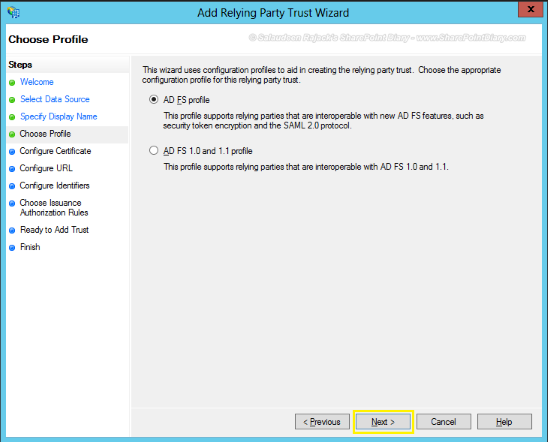 Add Relying Party Trust Wizard
x
Choose Profile
© Salaudeen Rajack's SharePoint Diary - www.SharePointDiary.com
Steps
Welcome
Select Data Source
Specify Display Name
Choose Profile
Configure Certificate
Configure URL
Configure Identifiers
Choose Issuance
Authorization Rules
Ready to Add Trust
Finish
This wizard uses configuration profiles to aid in creating the relying party trust. Choose the appropriate
configuration profile for this relying party trust.
AD FS profile
This profile supports relying parties that are interoperable with new AD FS features, such as
security token encryption and the SAML 2.0 protocol.
AD FS 1.0 and 1.1 profile
This profile supports relying parties that are interoperable with AD FS 1.0 and 1.1.
< Previous
Next >
Cancel
Help